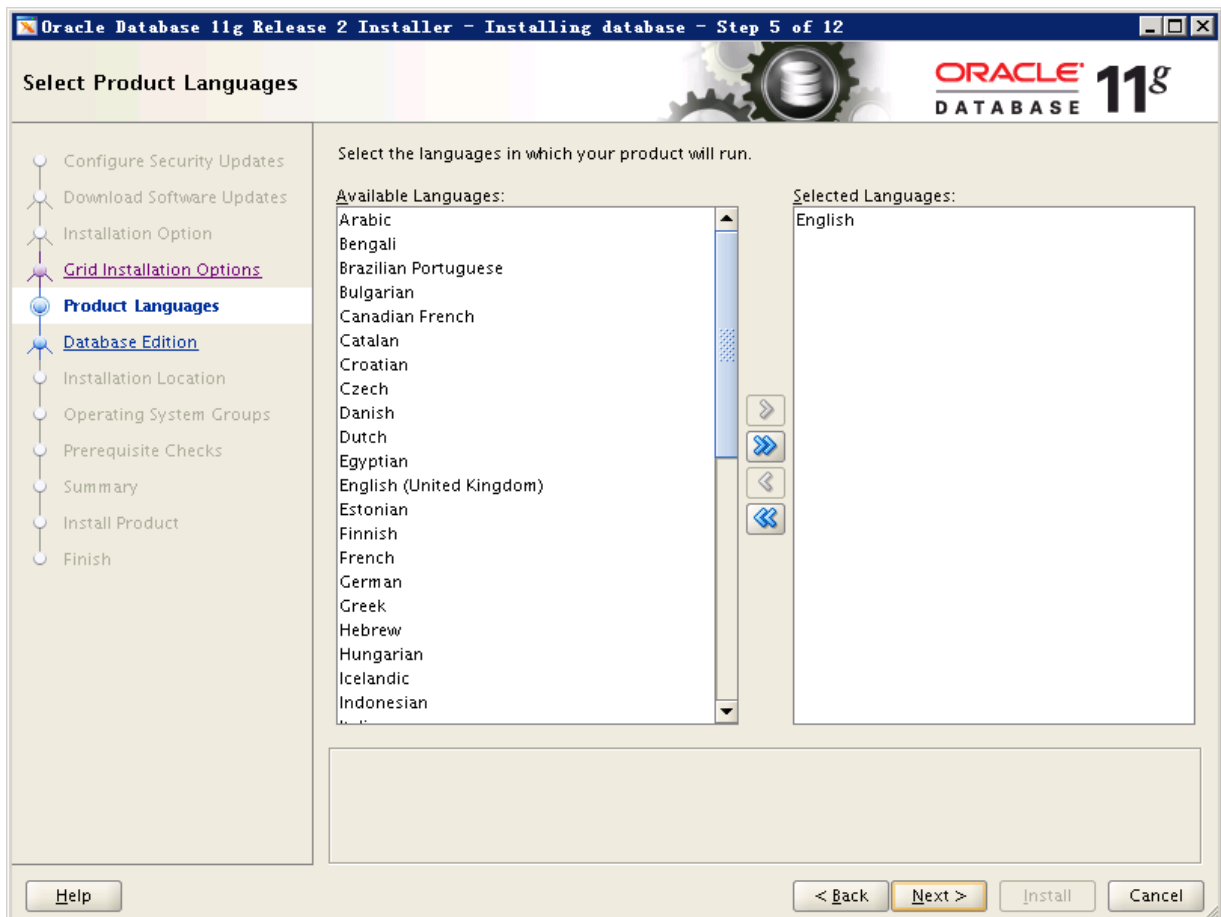 Oracle Database 11g Release 2 Installer - Installing database - Step 5 of 12
Select Product Languages
ORACLE DATABASE 11g
Configure Security Updates
Download Software Updates
Installation Option
Grid Installation Options
Product Languages
Database Edition
Installation Location
Operating System Groups
Prerequisite Checks
Summary
Install Product
Finish
Select the languages in which your product will run.
Available Languages:
Arabic
Bengali
Brazilian Portuguese
Bulgarian
Canadian French
Catalan
Croatian
Czech
Danish
Dutch
Egyptian
English (United Kingdom)
Estonian
Finnish
French
German
Greek
Hebrew
Hungarian
Icelandic
Indonesian
Selected Languages:
English
Help
< Back
Next >
Install
Cancel